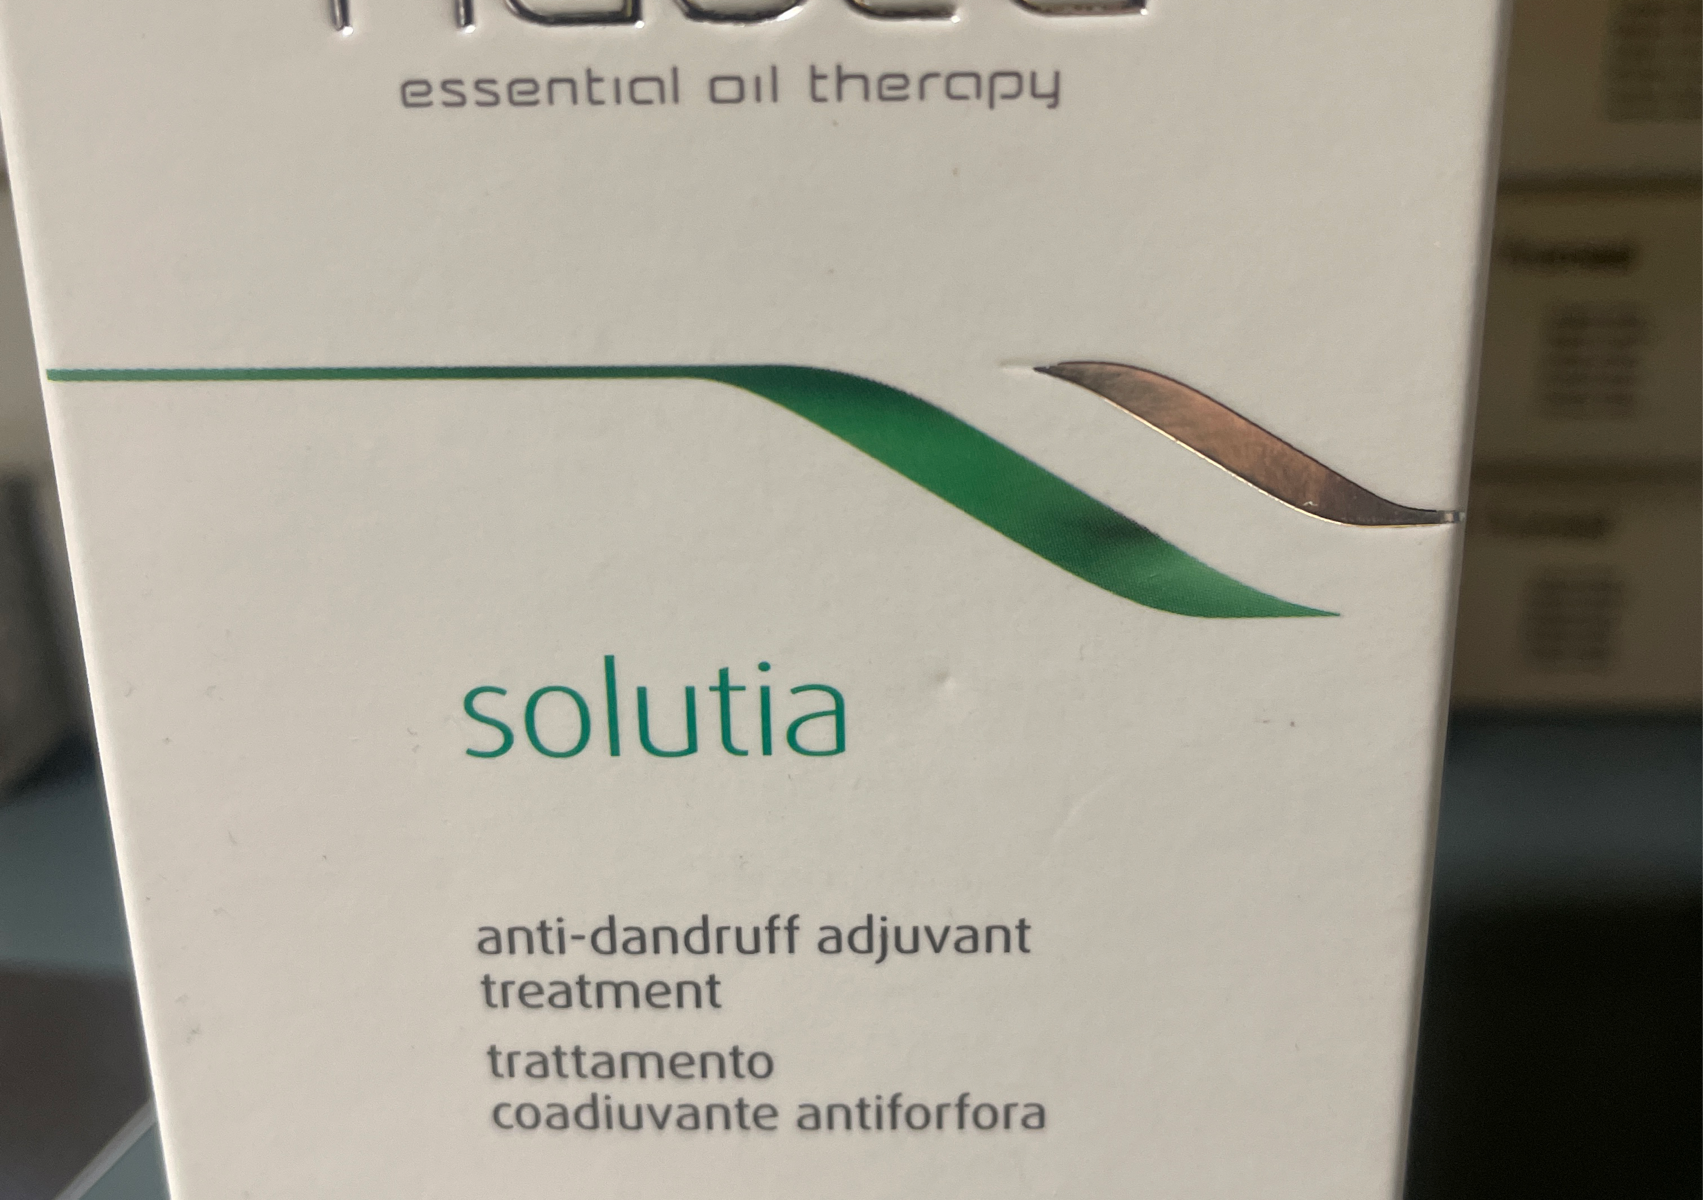 essential oil therapy
solutia
anti-dandruff adjuvant
treatment
trattamento
coadiuvante antiforfora